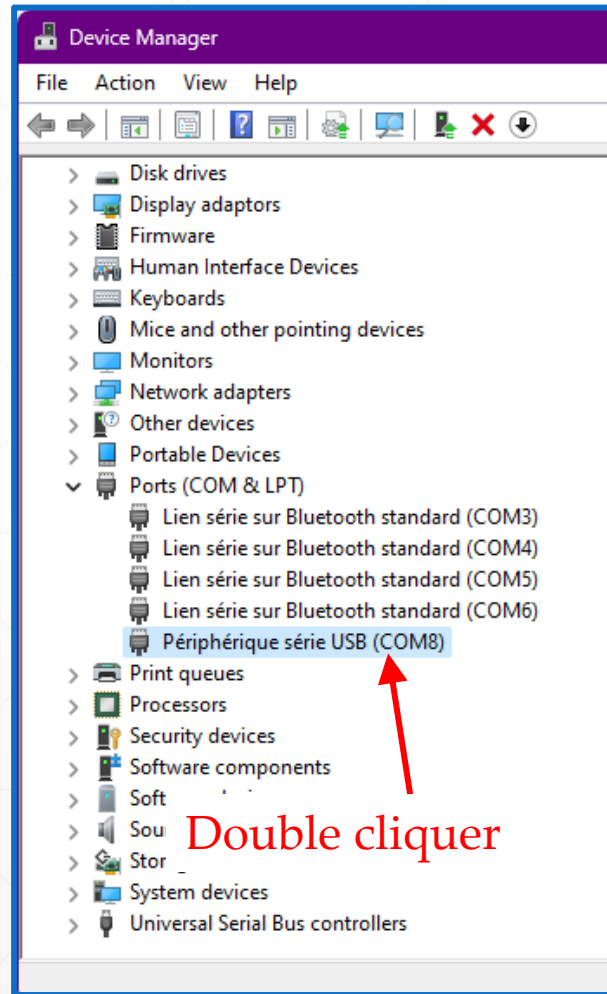 Device Manager
File Action View Help
Disk drives
Display adaptors
Firmware
Human Interface Devices
Keyboards
Mice and other pointing devices
Monitors
Network adapters
Other devices
Portable Devices
Ports (COM & LPT)
Lien série sur Bluetooth standard (COM3)
Lien série sur Bluetooth standard (COM4)
Lien série sur Bluetooth standard (COM5)
Lien série sur Bluetooth standard (COM6)
Périphérique série USB (COM8)
Print queues
Processors
Security devices
Software components
Soft
Sou
Stor
Double cliquer
System devices
Universal Serial Bus controllers